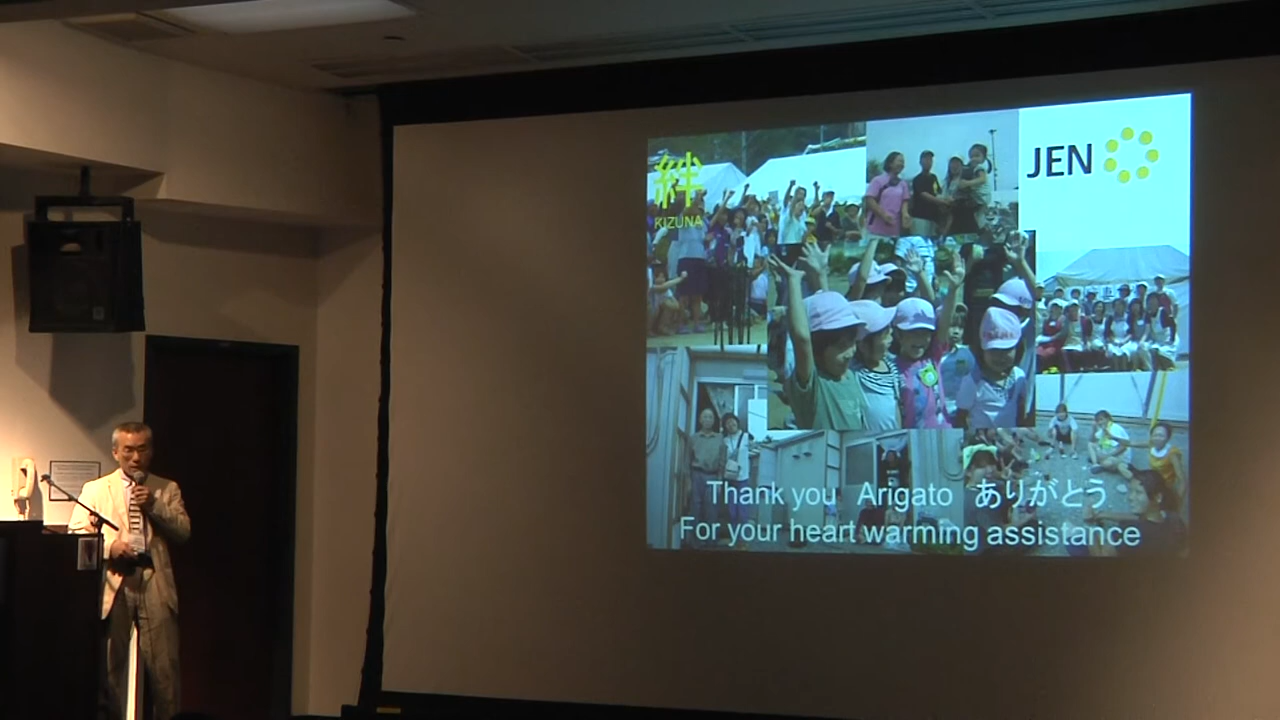 絆
KIZUNA
JEN
Thank you Arigato ありがとう
For your heart warming assistance